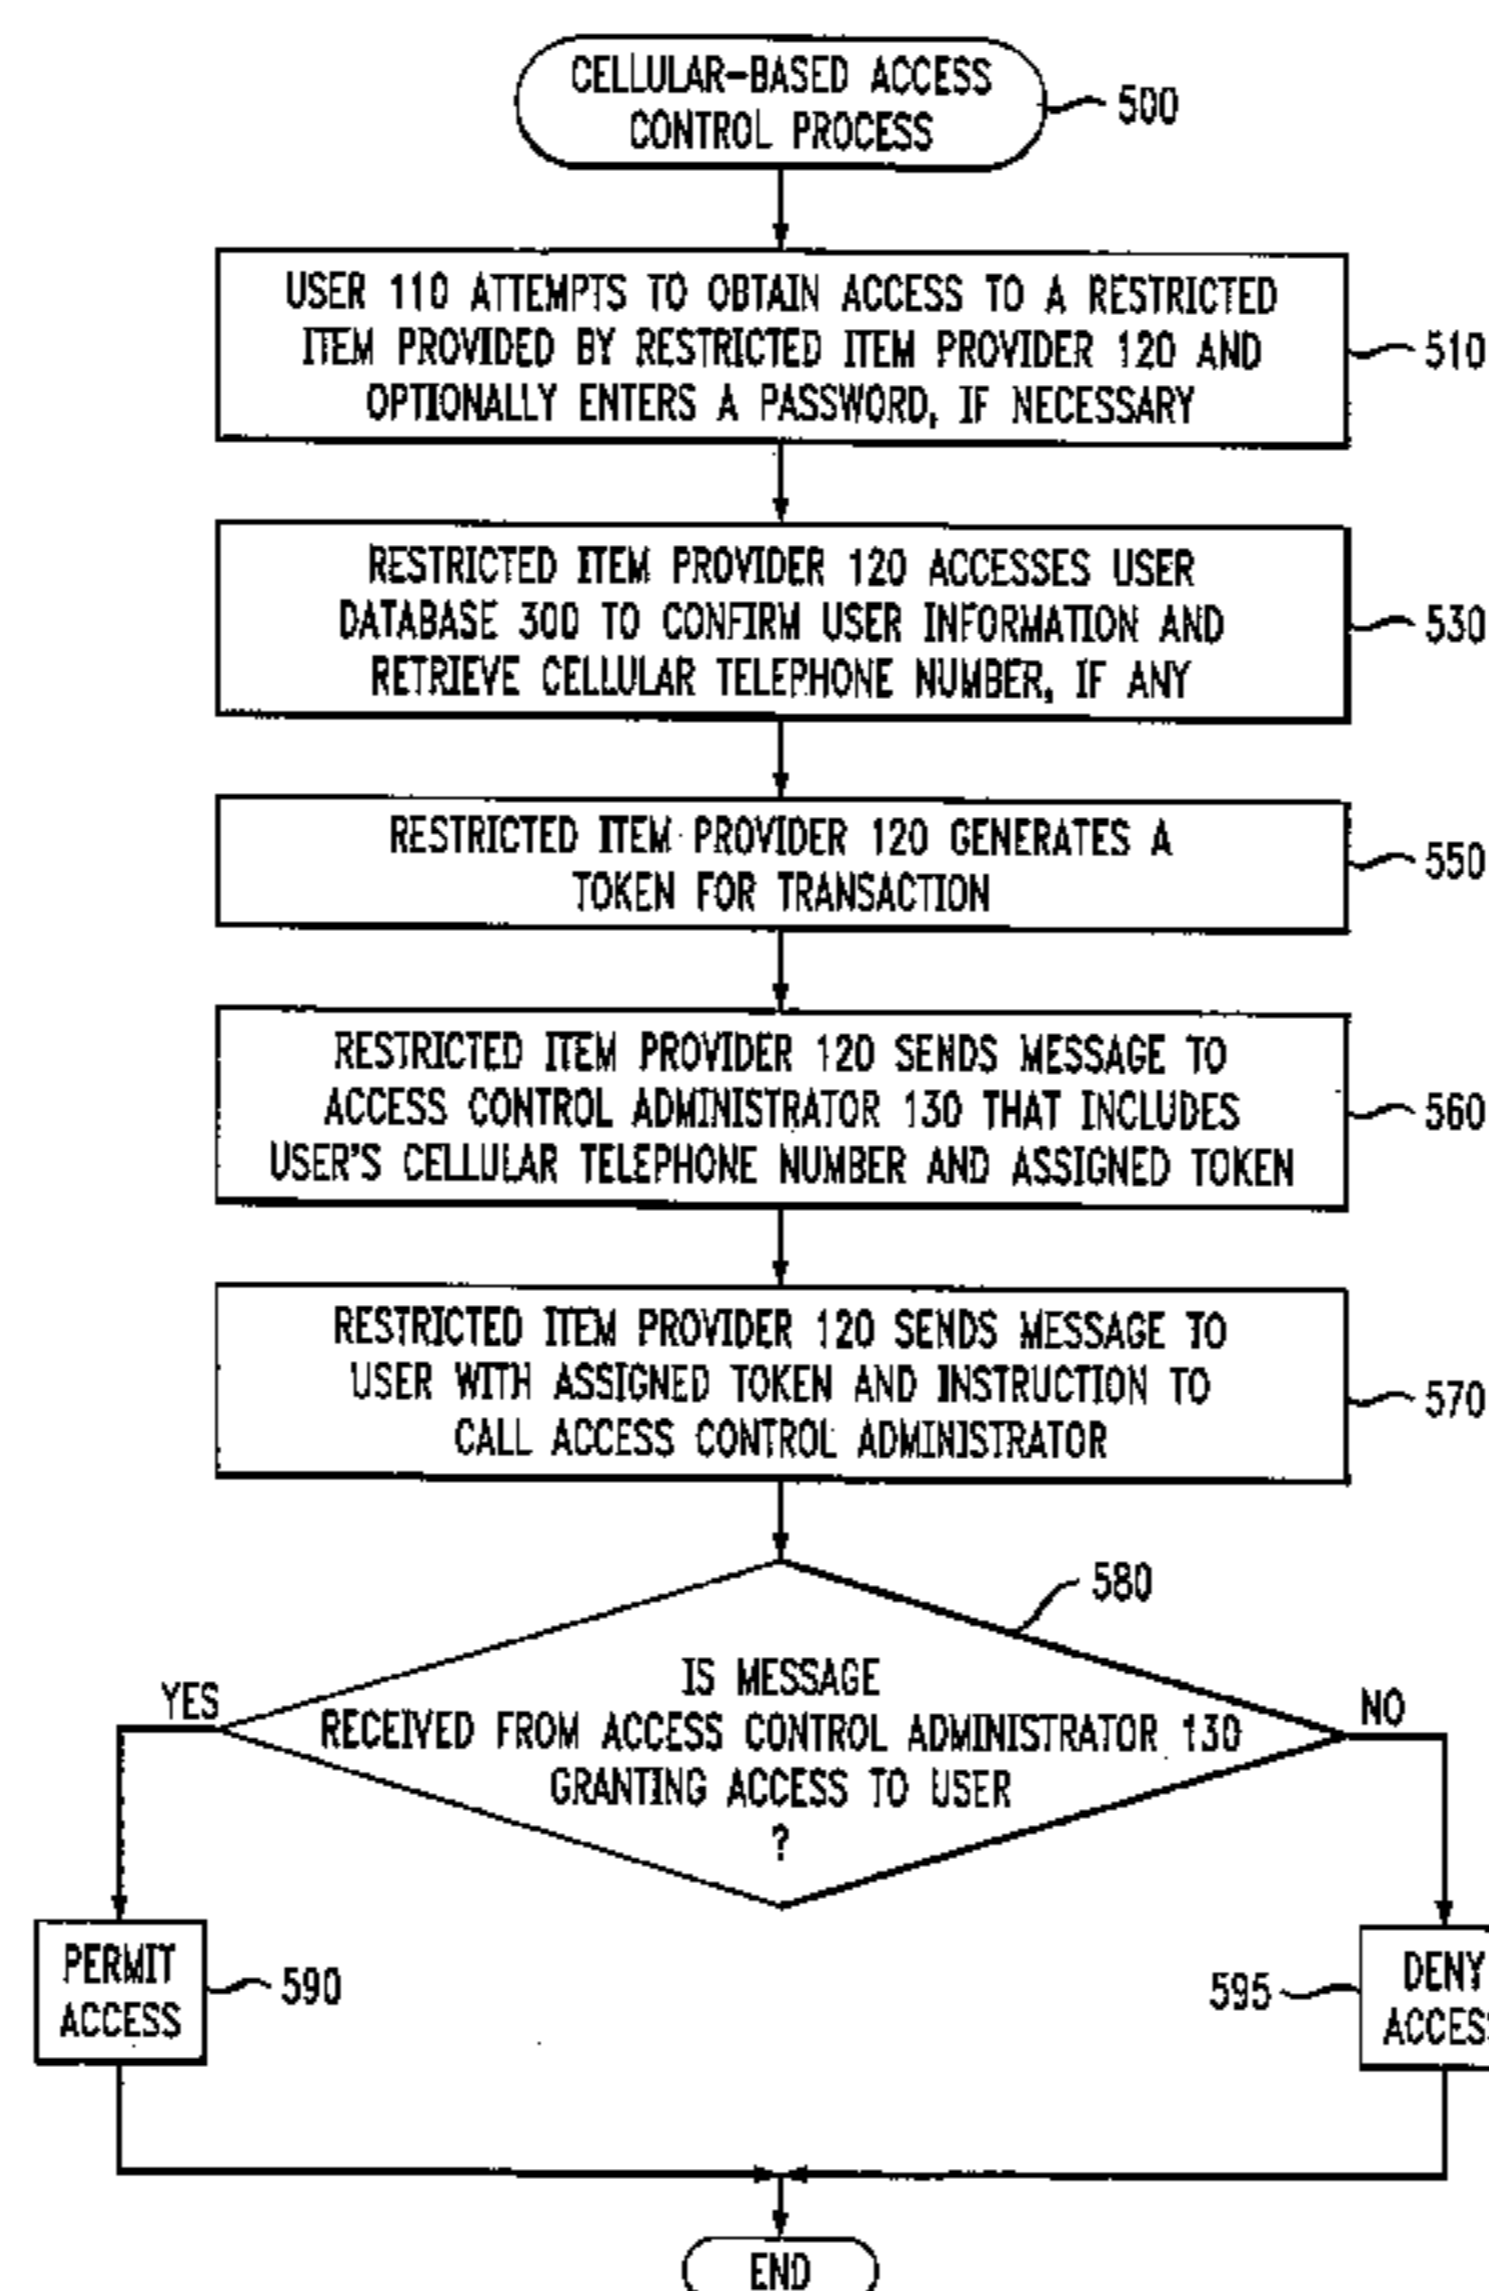 CELLULAR-BASED ACCESS
CONTROL PROCESS
500
USER 110 ATTEMPTS TO OBTAIN ACCESS TO A RESTRICTED
ITEM PROVIDED BY RESTRICTED ITEM PROVIDER 120 AND
OPTIONALLY ENTERS A PASSWORD, IF NECESSARY
510
RESTRICTED ITEM PROVIDER 120 ACCESSES USER
DATABASE 300 TO CONFIRM USER INFORMATION AND
RETRIEVE CELLULAR TELEPHONE NUMBER, IF ANY
530
RESTRICTED ITEM PROVIDER 120 GENERATES A
TOKEN FOR TRANSACTION
550
RESTRICTED ITEM PROVIDER 120 SENDS MESSAGE TO
ACCESS CONTROL ADMINISTRATOR 130 THAT INCLUDES
USER'S CELLULAR TELEPHONE NUMBER AND ASSIGNED TOKEN
560
RESTRICTED ITEM PROVIDER 120 SENDS MESSAGE TO
USER WITH ASSIGNED TOKEN AND INSTRUCTION TO
CALL ACCESS CONTROL ADMINISTRATOR
570
580
IS MESSAGE
RECEIVED FROM ACCESS CONTROL ADMINISTRATOR 130
GRANTING ACCESS TO USER
?
YES
NO
PERMIT
ACCESS
590
595
DENY
ACCESS
END